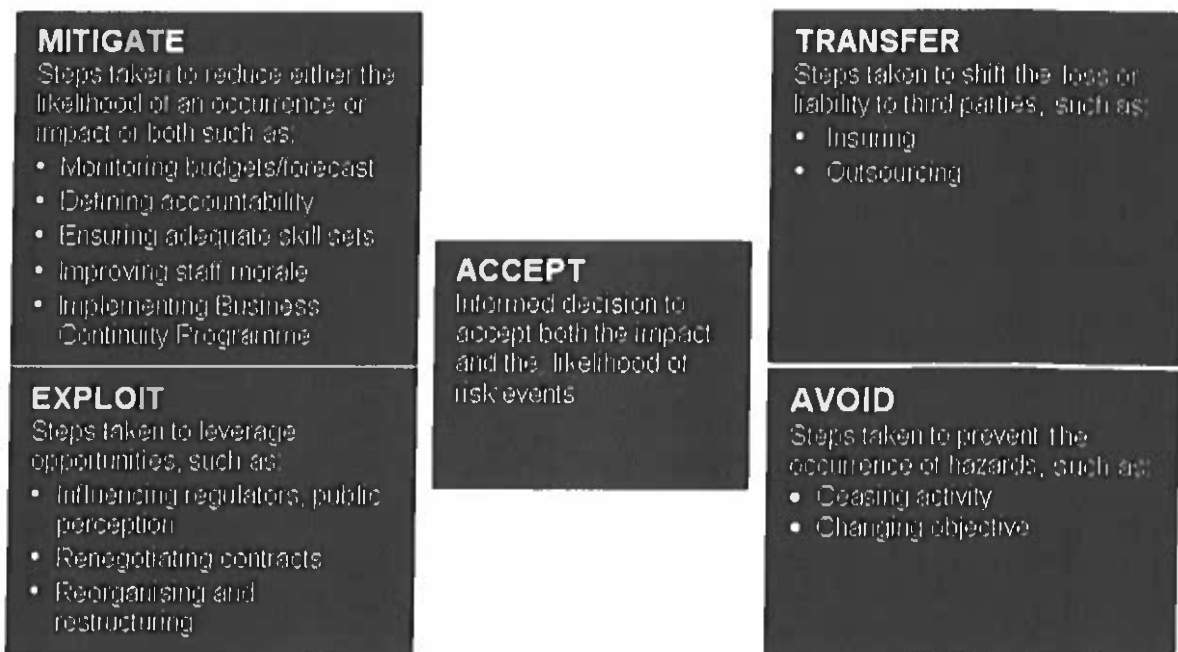 MITIGATE
Steps taken to reduce either the
likelihood of an occurrence or
impact or both such as:
• Monitoring budgets/forecast
• Defining accountability
• Ensuring adequate skill sets
• Improving staff morale
• Implementing Business
Continuity Programme
EXPLOIT
Steps taken to leverage
opportunities, such as:
• Influencing regulators, public
perception
• Renegotiating contracts
• Reorganising and
restructuring
ACCEPT
Informed decision to
accept both the impact
and the likelihood of
risk events
TRANSFER
Steps taken to shift the loss or
liability to third parties, such as:
• Insuring
• Outsourcing
AVOID
Steps taken to prevent the
occurrence of hazards, such as:
• Ceasing activity
• Changing objective